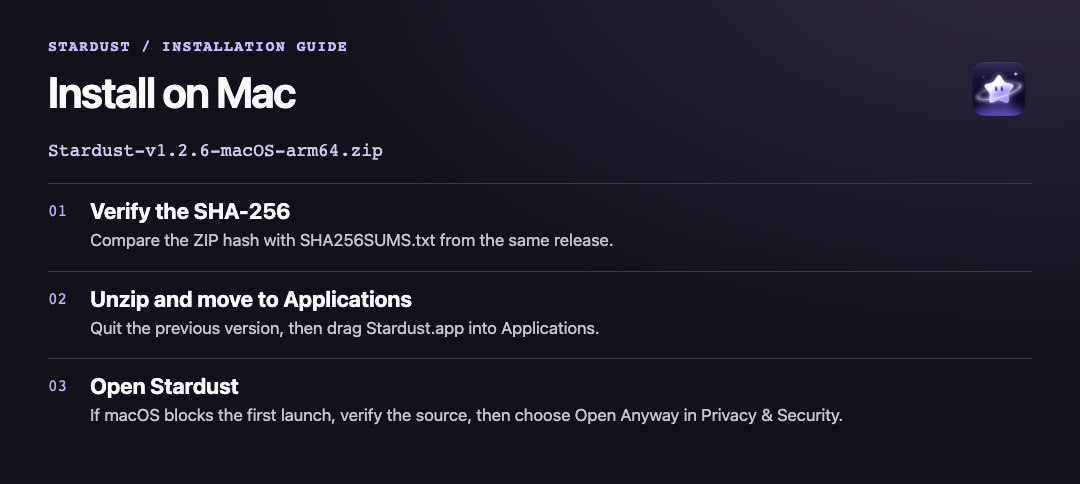 STARDUST / INSTALLATION GUIDE
Install on Mac
Stardust-v1.2.6-macOS-arm64.zip
01 Verify the SHA-256
Compare the ZIP hash with SHA256SUMS.txt from the same release.
02 Unzip and move to Applications
Quit the previous version, then drag Stardust.app into Applications.
03 Open Stardust
If macOS blocks the first launch, verify the source, then choose Open Anyway in Privacy & Security.